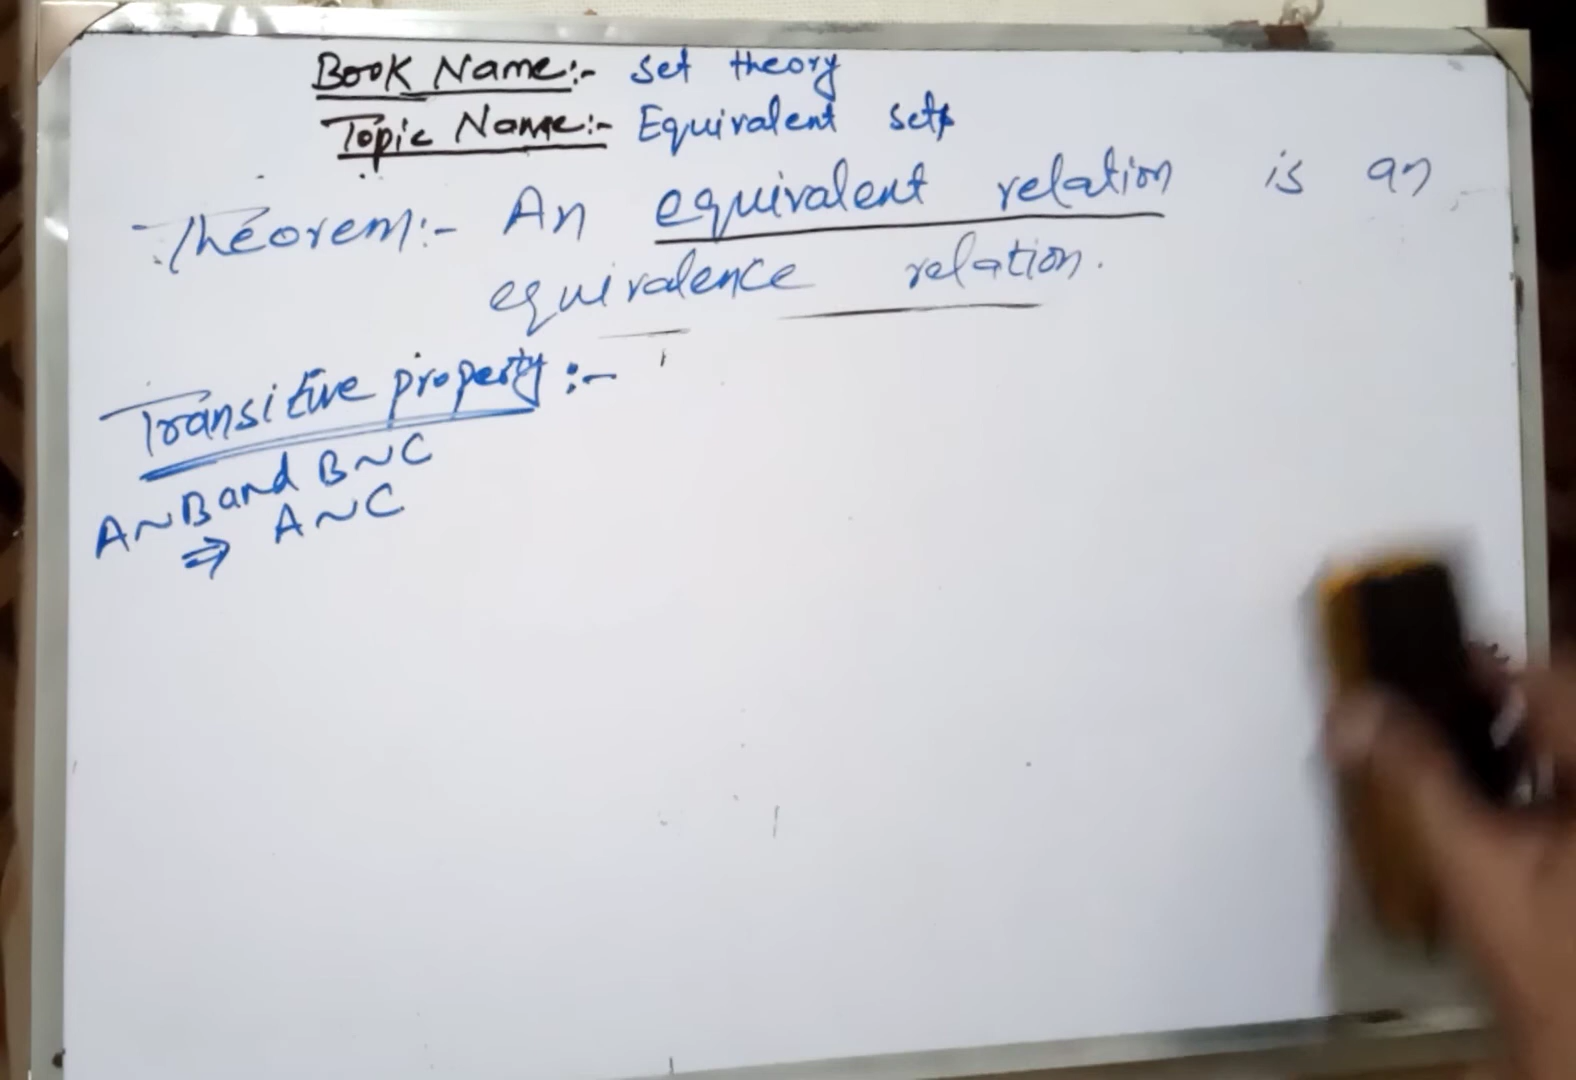 Book Name:- Set theory
Topic Name:- Equivalent sets
Theorem:- An equivalent relation is an
equivalence relation.
Transitive property :-
A~B and B~C
⇒ A~C